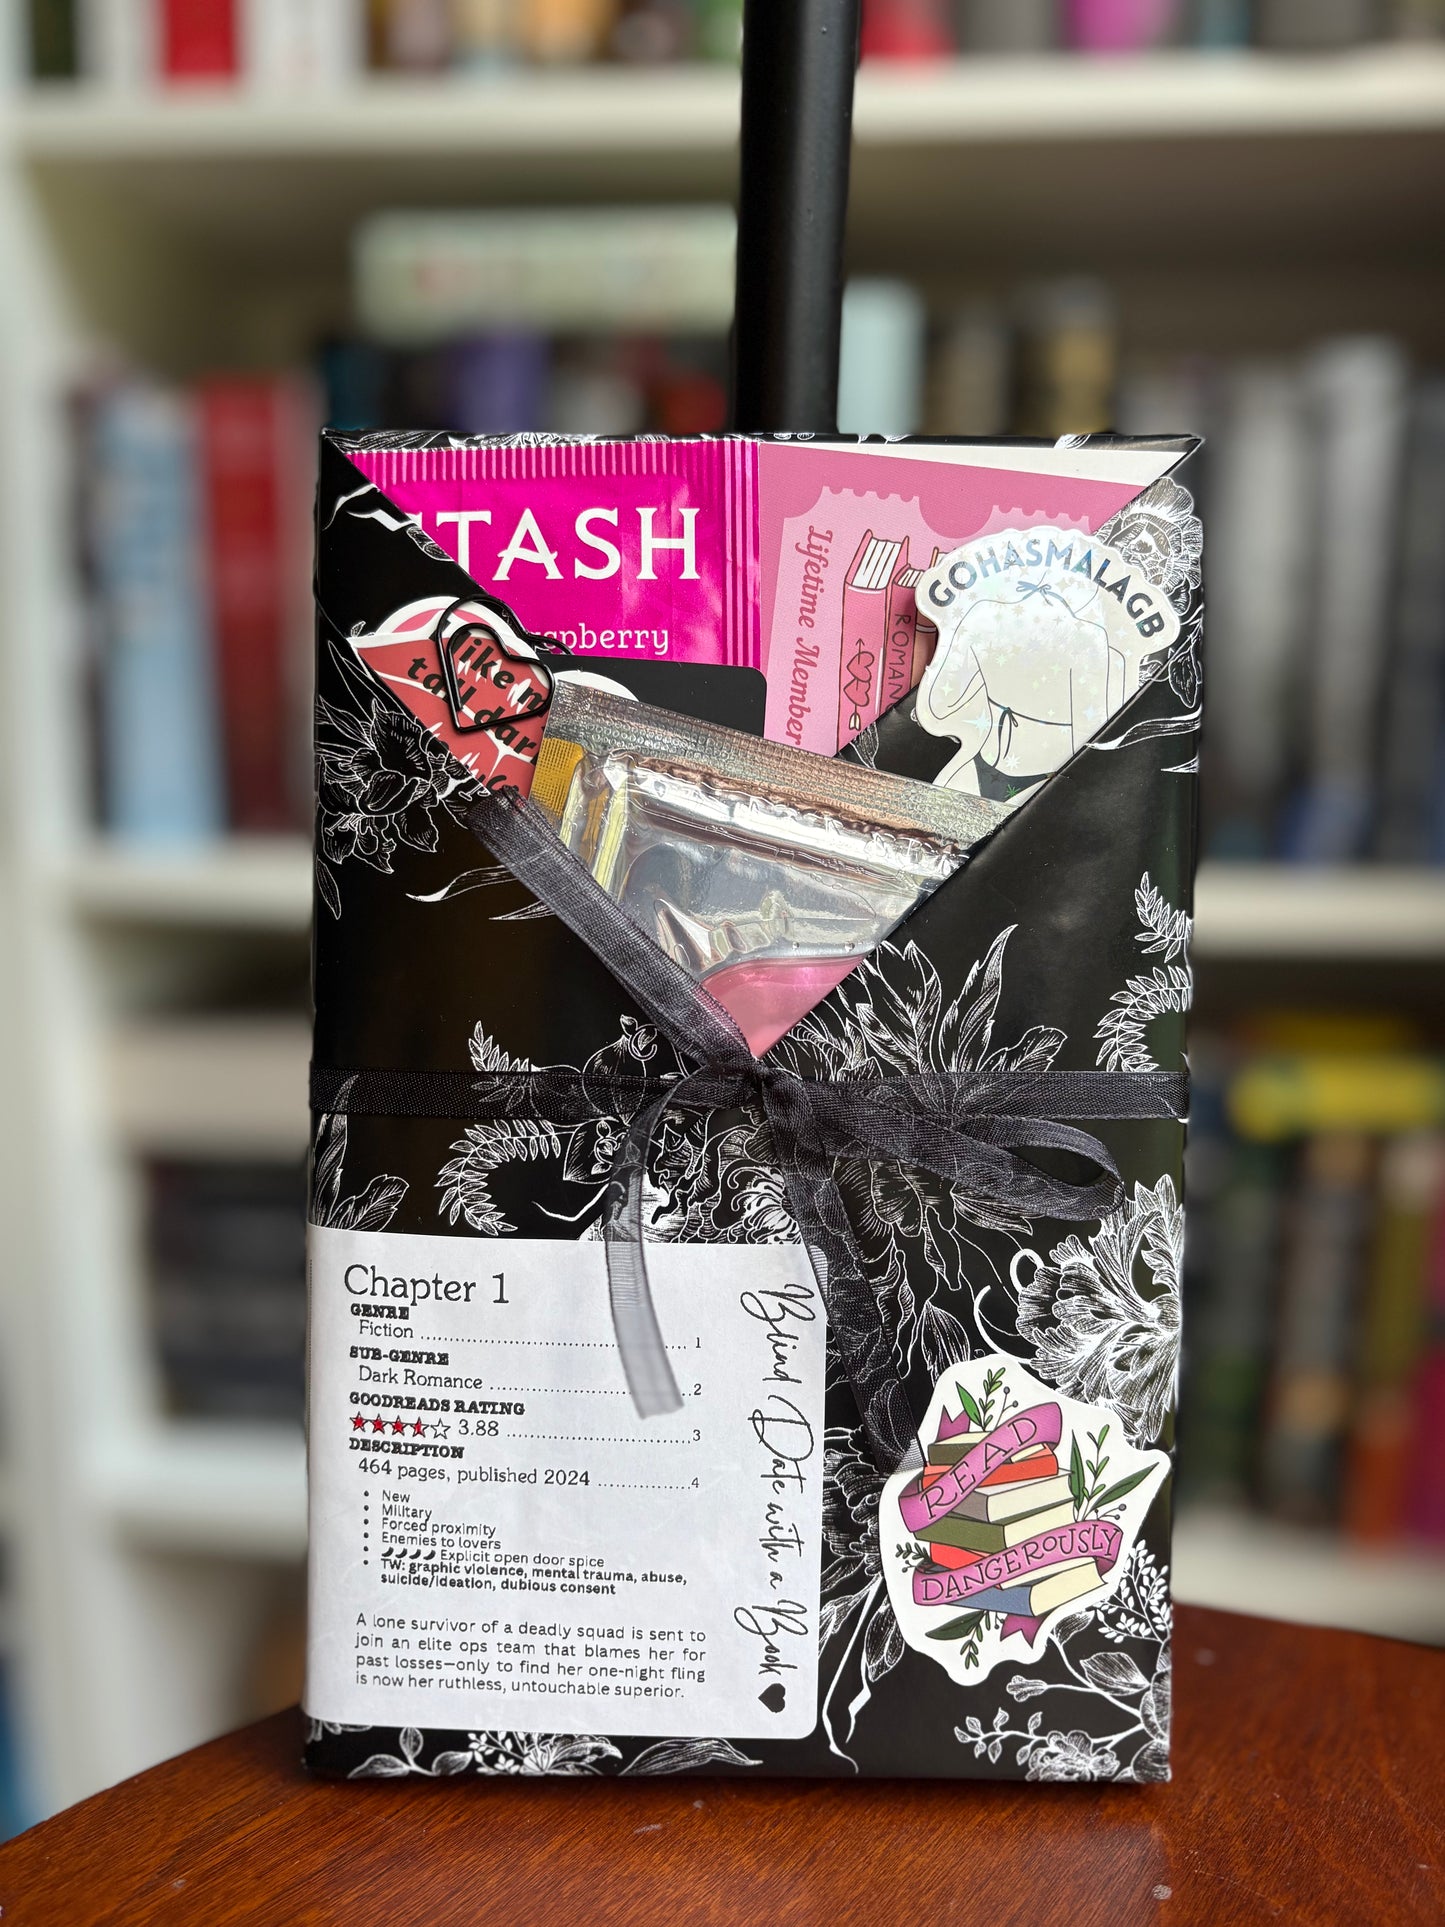 TASH
spberry
Lifetime Member
ROMAN
GOHASMALAGB
like m
ta
l dar
Chapter 1
GENRE
Fiction ........................................ 1
SUB-GENRE
Dark Romance ........................................ 2
GOODREADS RATING
3.88 ........................................ 3
DESCRIPTION
464 pages, published 2024 .................... 4
• New
• Military
• Forced proximity
• Enemies to lovers
• Explicit open door spice
• TW: graphic violence, mental trauma, abuse,
suicide/ideation, dubious consent
A lone survivor of a deadly squad is sent to
join an elite ops team that blames her for
past losses—only to find her one-night fling
is now her ruthless, untouchable superior.
Blind Date with a Book
READ
DANGEROUSLY